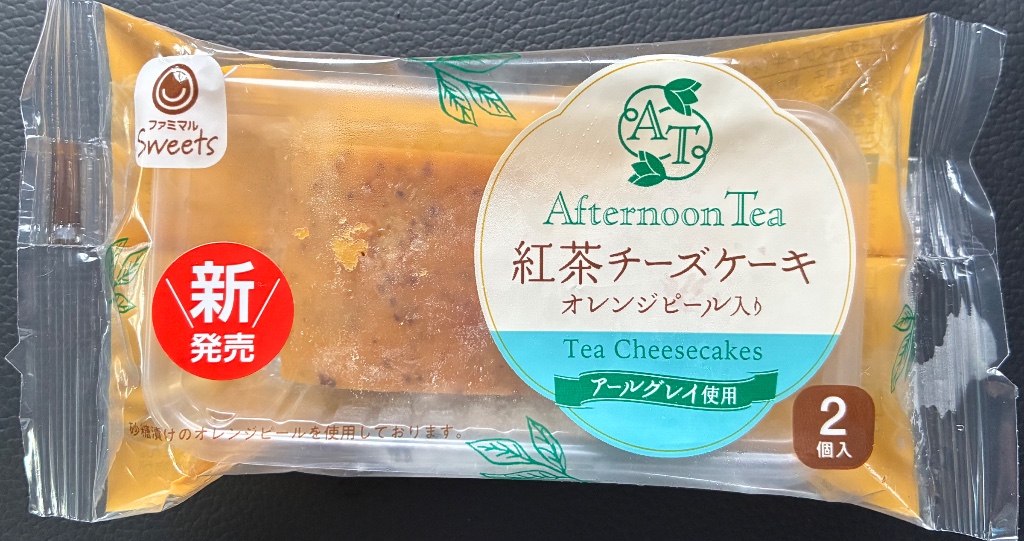 ファミマル
Sweets
新
発売
砂糖漬けのオレンジピールを使用しております。
AT
Afternoon Tea
紅茶チーズケーキ
オレンジピール入り
Tea Cheesecakes
アールグレイ使用
2
個入